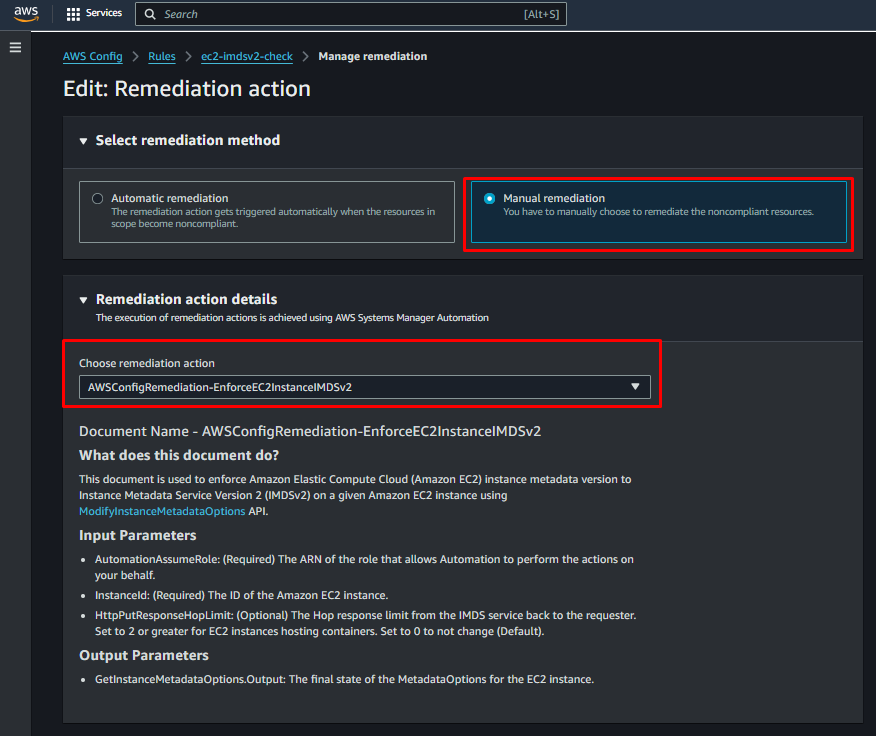 aws
Services
Search
[Alt+S]
AWS Config
Rules
ec2-imdsv2-check
Manage remediation
Edit: Remediation action
Select remediation method
Automatic remediation
The remediation action gets triggered automatically when the resources in
scope become noncompliant.
Manual remediation
You have to manually choose to remediate the noncompliant resources.
Remediation action details
The execution of remediation actions is achieved using AWS Systems Manager Automation
Choose remediation action
AWSConfigRemediation-EnforceEC2InstanceIMDSv2
Document Name - AWSConfigRemediation-EnforceEC2InstanceIMDSv2
What does this document do?
This document is used to enforce Amazon Elastic Compute Cloud (Amazon EC2) instance metadata version to
Instance Metadata Service Version 2 (IMDSv2) on a given Amazon EC2 instance using
ModifyInstanceMetadataOptions API.
Input Parameters
• AutomationAssumeRole: (Required) The ARN of the role that allows Automation to perform the actions on
your behalf.
• InstanceId: (Required) The ID of the Amazon EC2 instance.
• HttpPutResponseHopLimit: (Optional) The Hop response limit from the IMDS service back to the requester.
Set to 2 or greater for EC2 instances hosting containers. Set to 0 to not change (Default).
Output Parameters
• GetInstanceMetadataOptions.Output: The final state of the MetadataOptions for the EC2 instance.